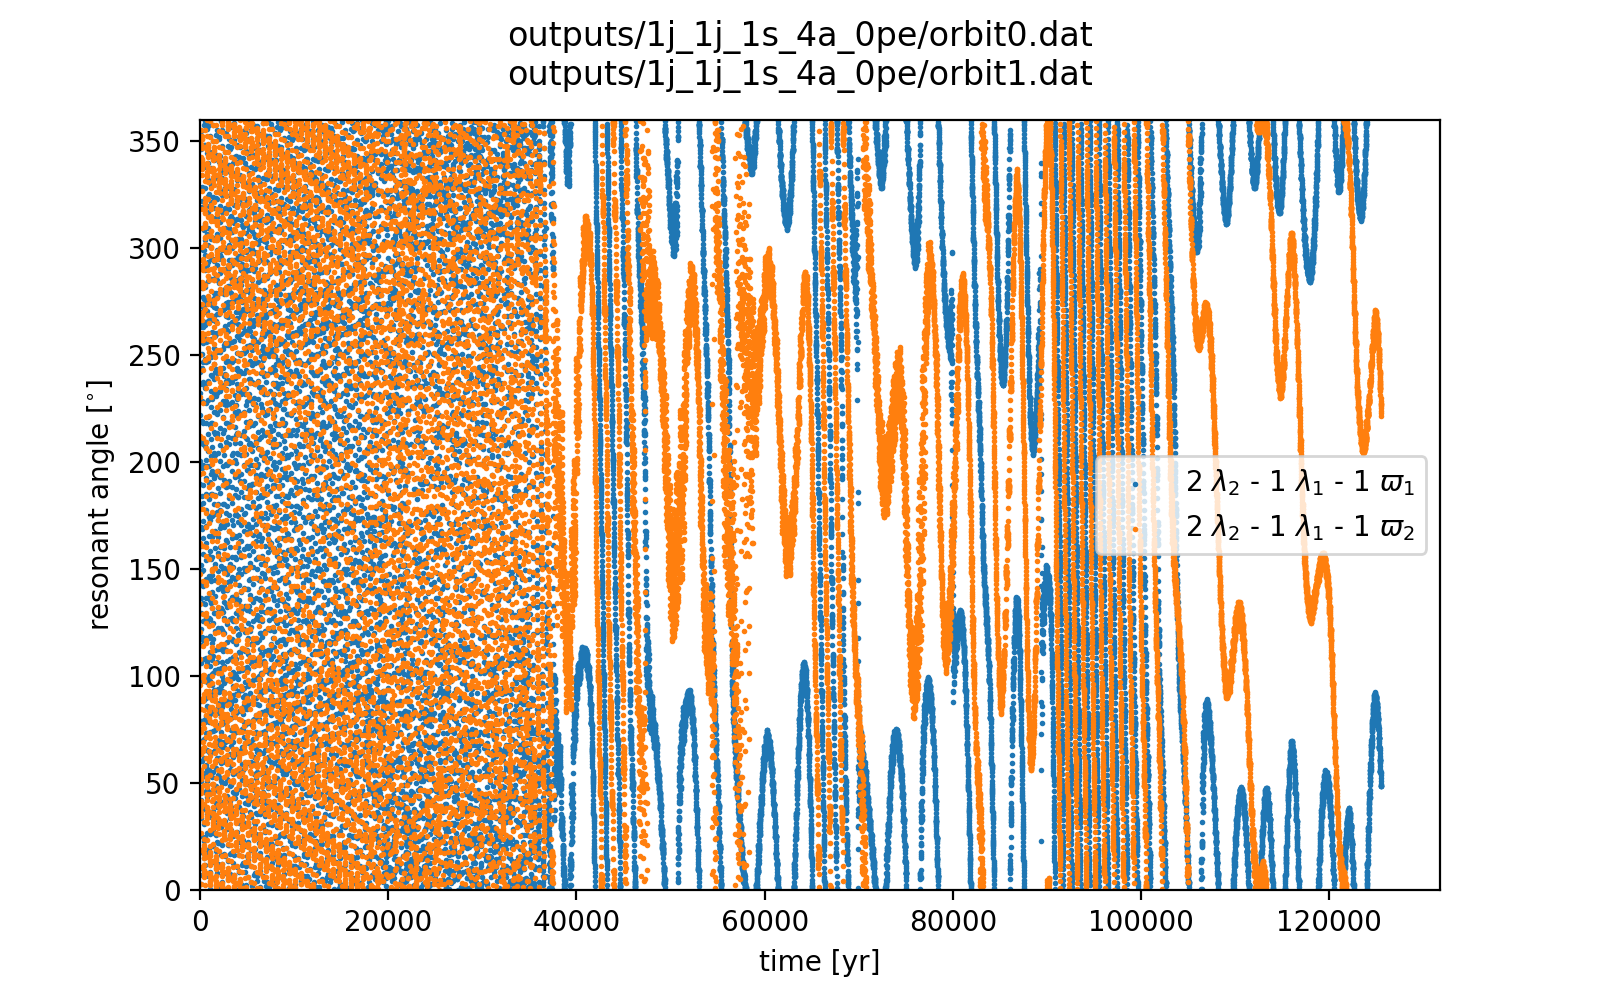 outputs/1j_1j_1s_4a_0pe/orbit0.dat
outputs/1j_1j_1s_4a_0pe/orbit1.dat
350
300
250
200
150
100
50
0
resonant angle [°]
2 λ₂ - 1 λ₁ - 1 ϖ₁
2 λ₂ - 1 λ₁ - 1 ϖ₂
0 20000 40000 60000 80000 100000 120000
time [yr]